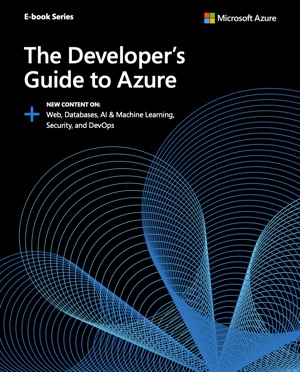 E-book Series
Microsoft Azure
The Developer's
Guide to Azure
NEW CONTENT ON:
Web, Databases, AI & Machine Learning,
Security, and DevOps